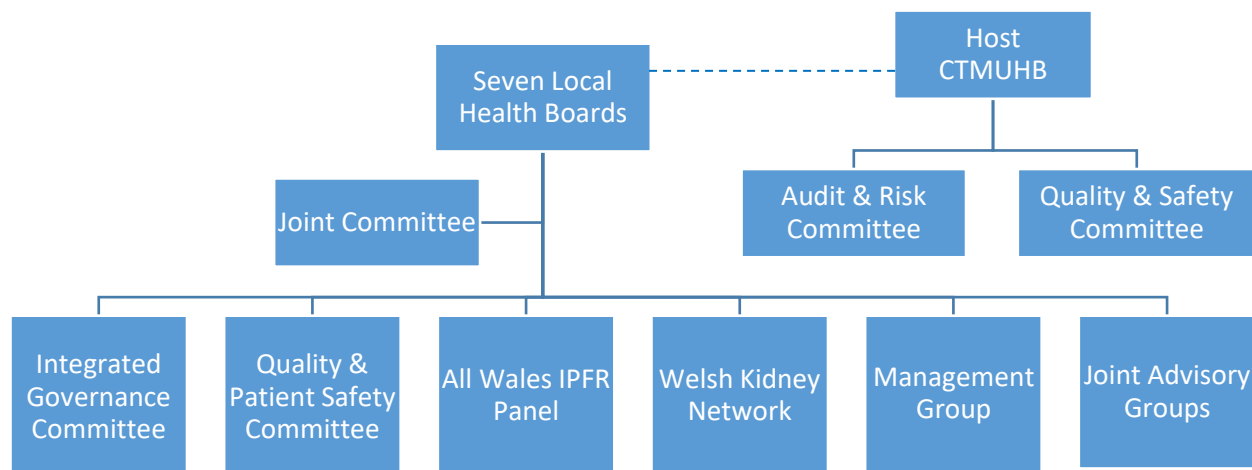 Host
CTMUHB
Seven Local
Health Boards
Audit & Risk
Committee
Quality & Safety
Committee
Joint Committee
Integrated
Governance
Committee
Quality &
Patient Safety
Committee
All Wales IPFR
Panel
Welsh Kidney
Network
Management
Group
Joint Advisory
Groups